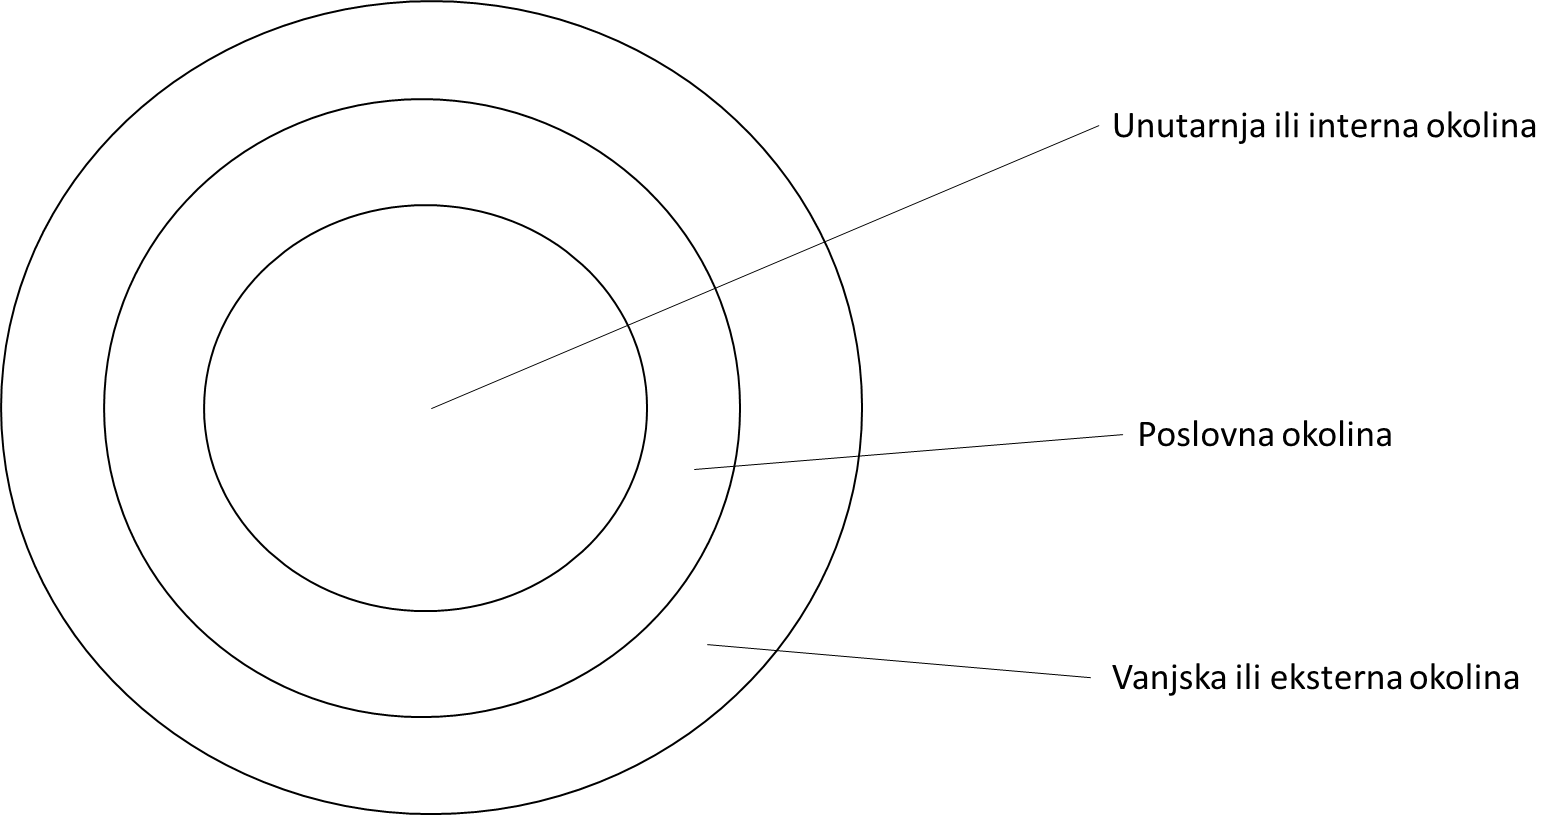 Unutarnja ili interna okolina
Poslovna okolina
Vanjska ili eksterna okolina